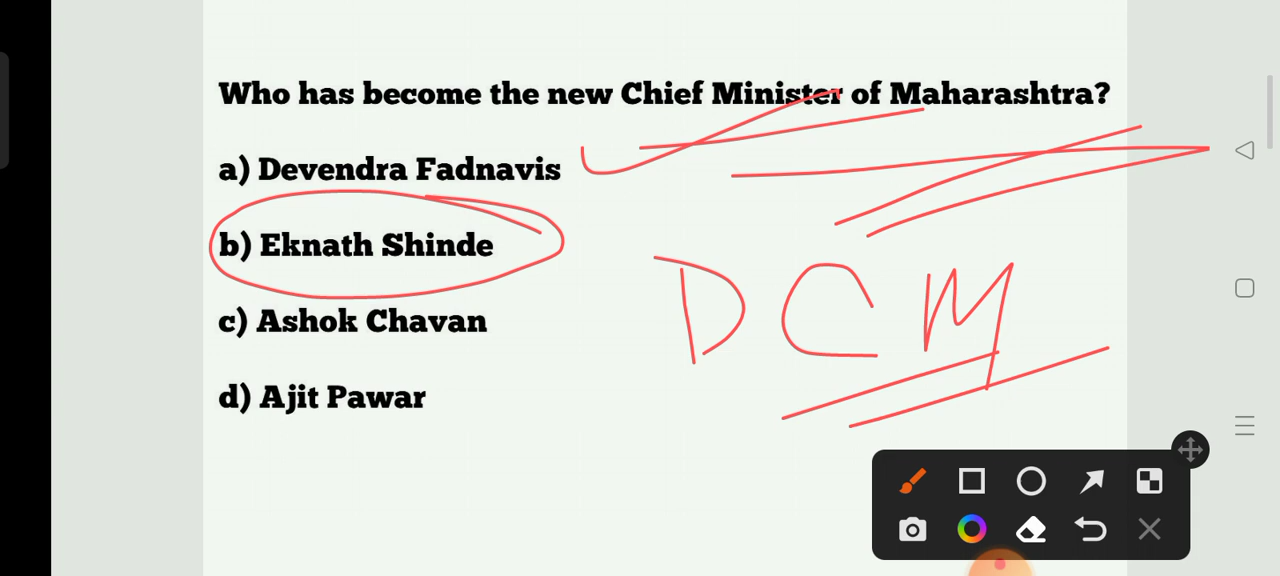 Who has become the new Chief Minister of Maharashtra?
a) Devendra Fadnavis
b) Eknath Shinde
DCM
c) Ashok Chavan
d) Ajit Pawar